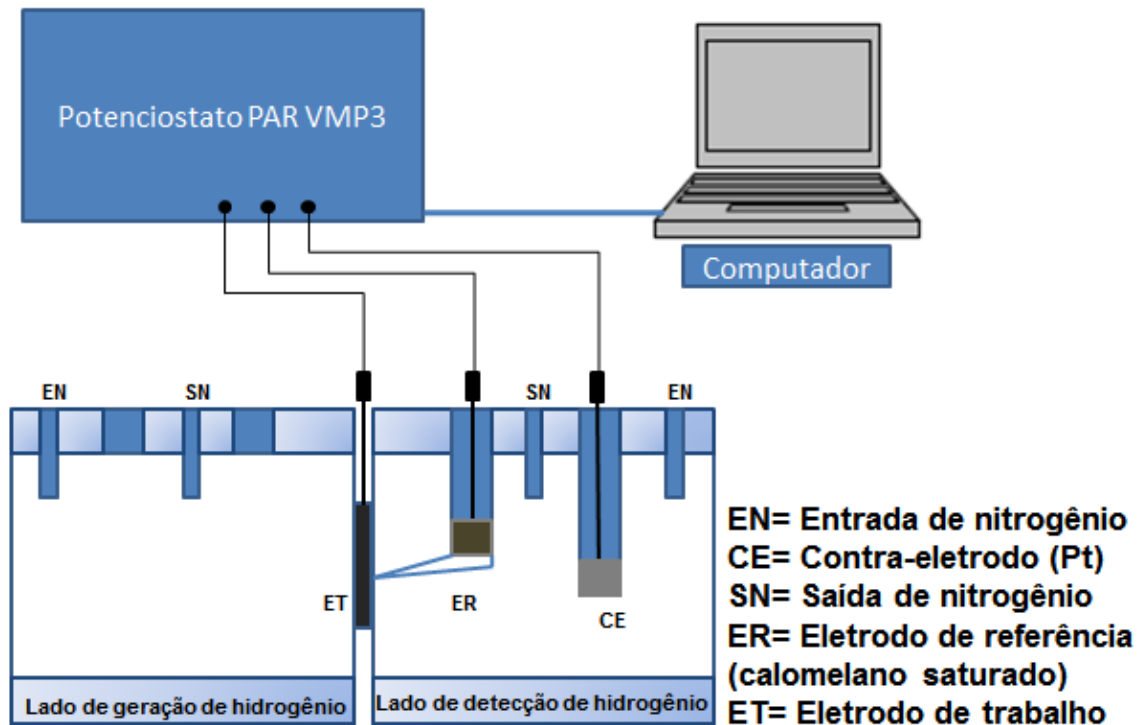 Potenciostato PAR VMP3
Computador
EN
SN
SN
EN
ET
ER
CE
Lado de geração de hidrogênio
Lado de detecção de hidrogênio
EN= Entrada de nitrogênio
CE= Contra-eletrodo (Pt)
SN= Saída de nitrogênio
ER= Eletrodo de referência
(calomelano saturado)
ET= Eletrodo de trabalho